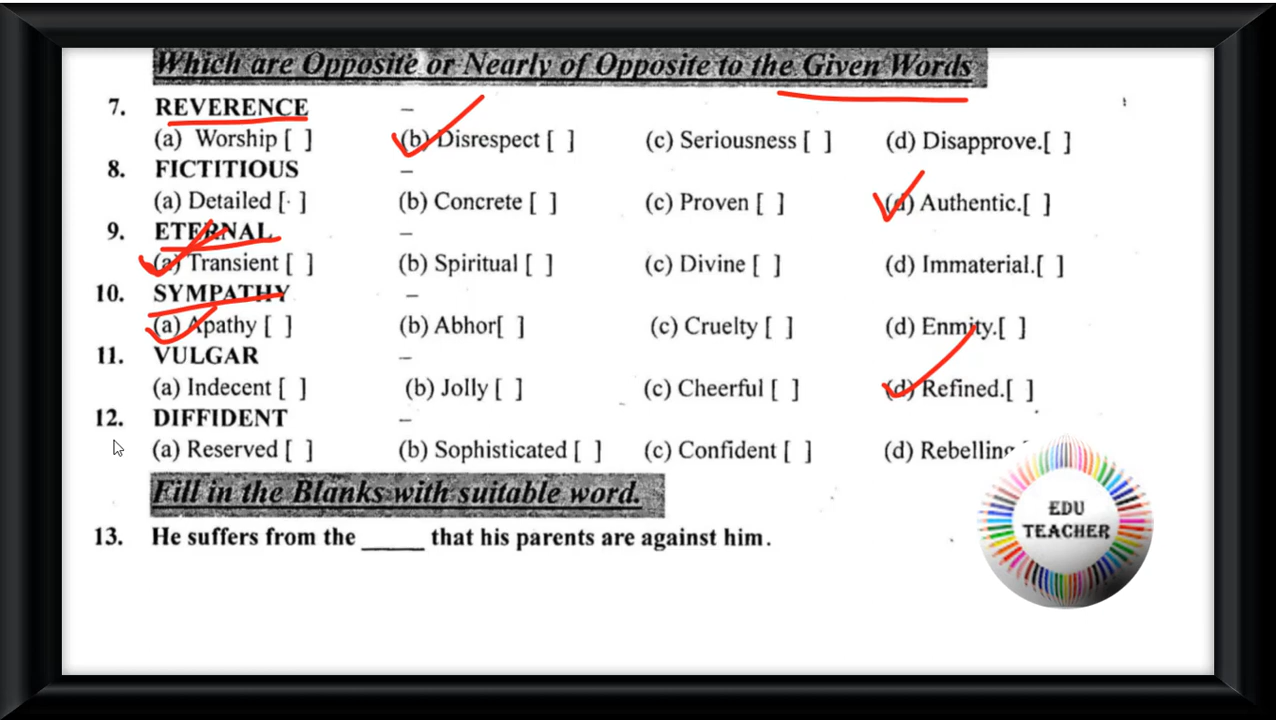 Which are Opposite or Nearly of Opposite to the Given Words
7. REVERENCE –
(a) Worship [ ] (b) Disrespect [ ] (c) Seriousness [ ] (d) Disapprove.[ ]
8. FICTITIOUS –
(a) Detailed [ ] (b) Concrete [ ] (c) Proven [ ] (d) Authentic.[ ]
9. ETERNAL –
(a) Transient [ ] (b) Spiritual [ ] (c) Divine [ ] (d) Immaterial.[ ]
10. SYMPATHY –
(a) Apathy [ ] (b) Abhor[ ] (c) Cruelty [ ] (d) Enmity.[ ]
11. VULGAR –
(a) Indecent [ ] (b) Jolly [ ] (c) Cheerful [ ] (d) Refined.[ ]
12. DIFFIDENT –
(a) Reserved [ ] (b) Sophisticated [ ] (c) Confident [ ] (d) Rebelling
Fill in the Blanks with suitable word.
13. He suffers from the _____ that his parents are against him.
EDU
TEACHER